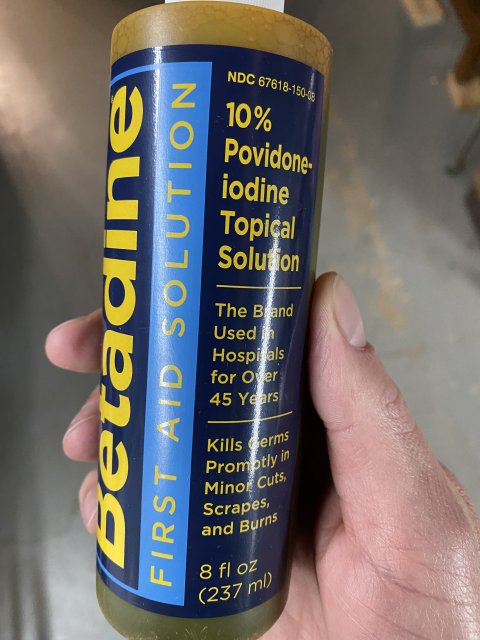 Betadine
FIRST AID SOLUTION
NDC 67618-150-08
10%
Povidone-
iodine
Topical
Solution
The Brand
Used in
Hospitals
for Over
45 Years
Kills Germs
Promptly in
Minor Cuts,
Scrapes,
and Burns
8 fl oz
(237 ml)